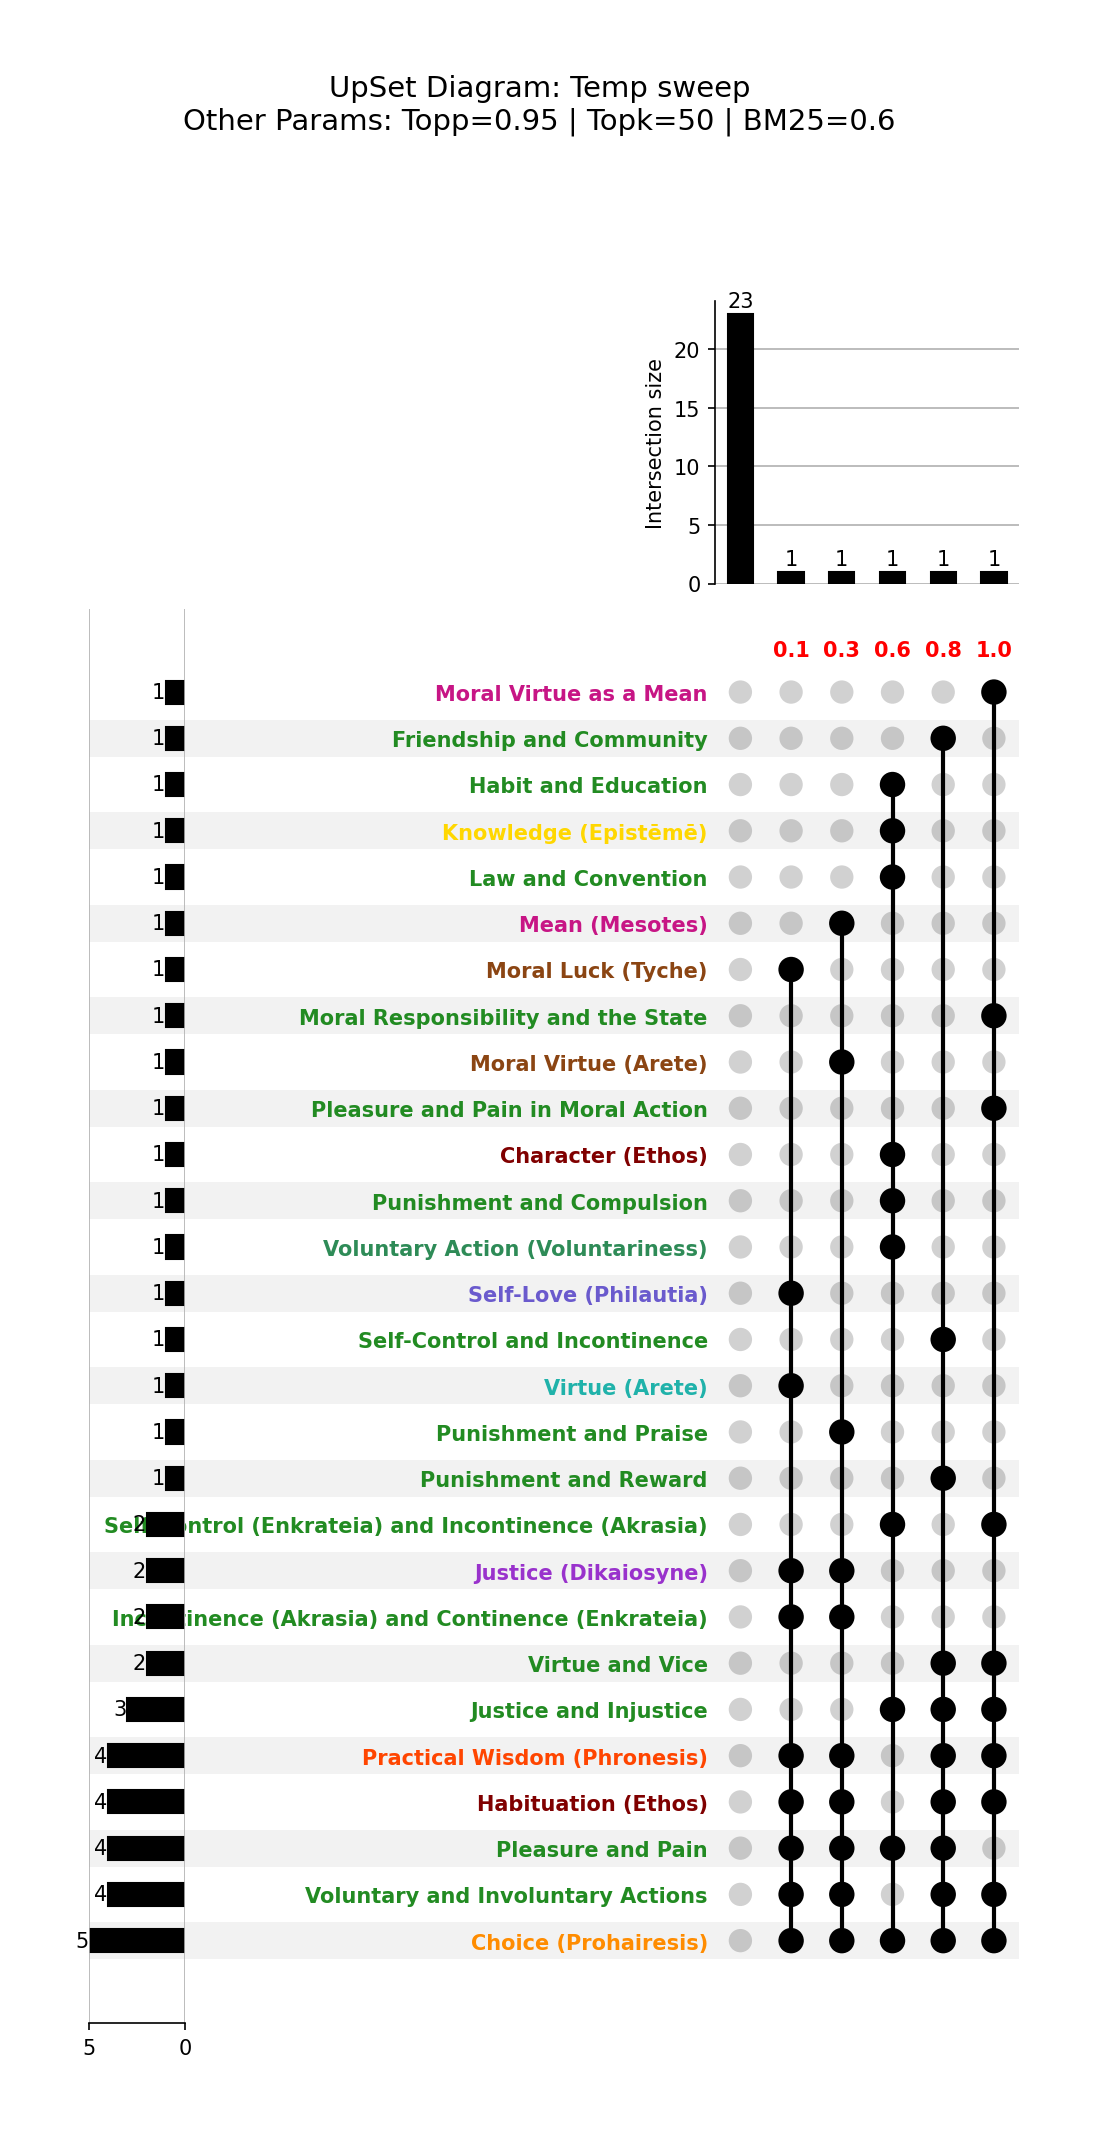 UpSet Diagram: Temp sweep
Other Params: Topp=0.95 | Topk=50 | BM25=0.6
23
20
15
10
5
0
Intersection size
1 1 1 1 1
0.1 0.3 0.6 0.8 1.0
1 Moral Virtue as a Mean
1 Friendship and Community
1 Habit and Education
1 Knowledge (Epistēmē)
1 Law and Convention
1 Mean (Mesotes)
1 Moral Luck (Tyche)
1 Moral Responsibility and the State
1 Moral Virtue (Arete)
1 Pleasure and Pain in Moral Action
1 Character (Ethos)
1 Punishment and Compulsion
1 Voluntary Action (Voluntariness)
1 Self-Love (Philautia)
1 Self-Control and Incontinence
1 Virtue (Arete)
1 Punishment and Praise
1 Punishment and Reward
2 Self-Control (Enkrateia) and Incontinence (Akrasia)
2 Justice (Dikaiosyne)
2 Incontinence (Akrasia) and Continence (Enkrateia)
2 Virtue and Vice
3 Justice and Injustice
4 Practical Wisdom (Phronesis)
4 Habituation (Ethos)
4 Pleasure and Pain
4 Voluntary and Involuntary Actions
5 Choice (Prohairesis)
5 0